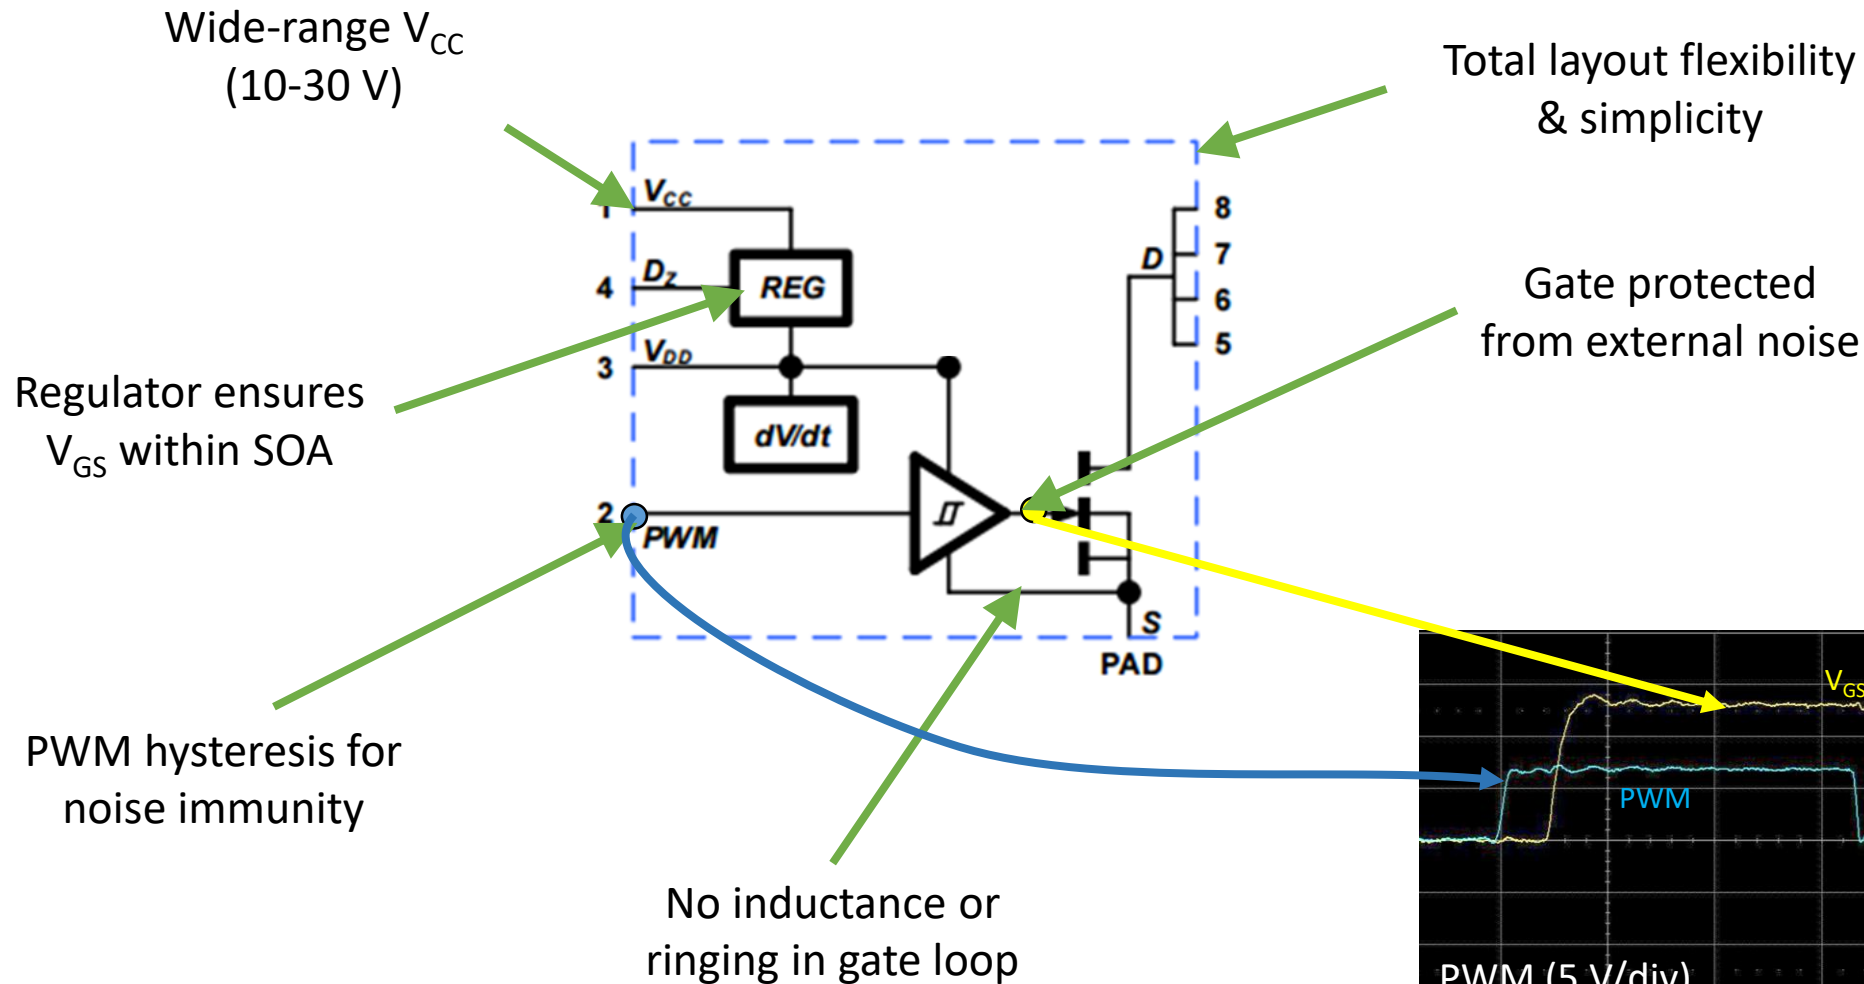 Wide-range VCC
(10-30 V)
Total layout flexibility
& simplicity
1
VCC
8
7
D
4
DZ
REG
6
Gate protected
from external noise
5
3
VDD
Regulator ensures
VGS within SOA
dV/dt
2
PWM
S
PAD
VGS
PWM hysteresis for
noise immunity
PWM
No inductance or
ringing in gate loop
PWM (5 V/div)